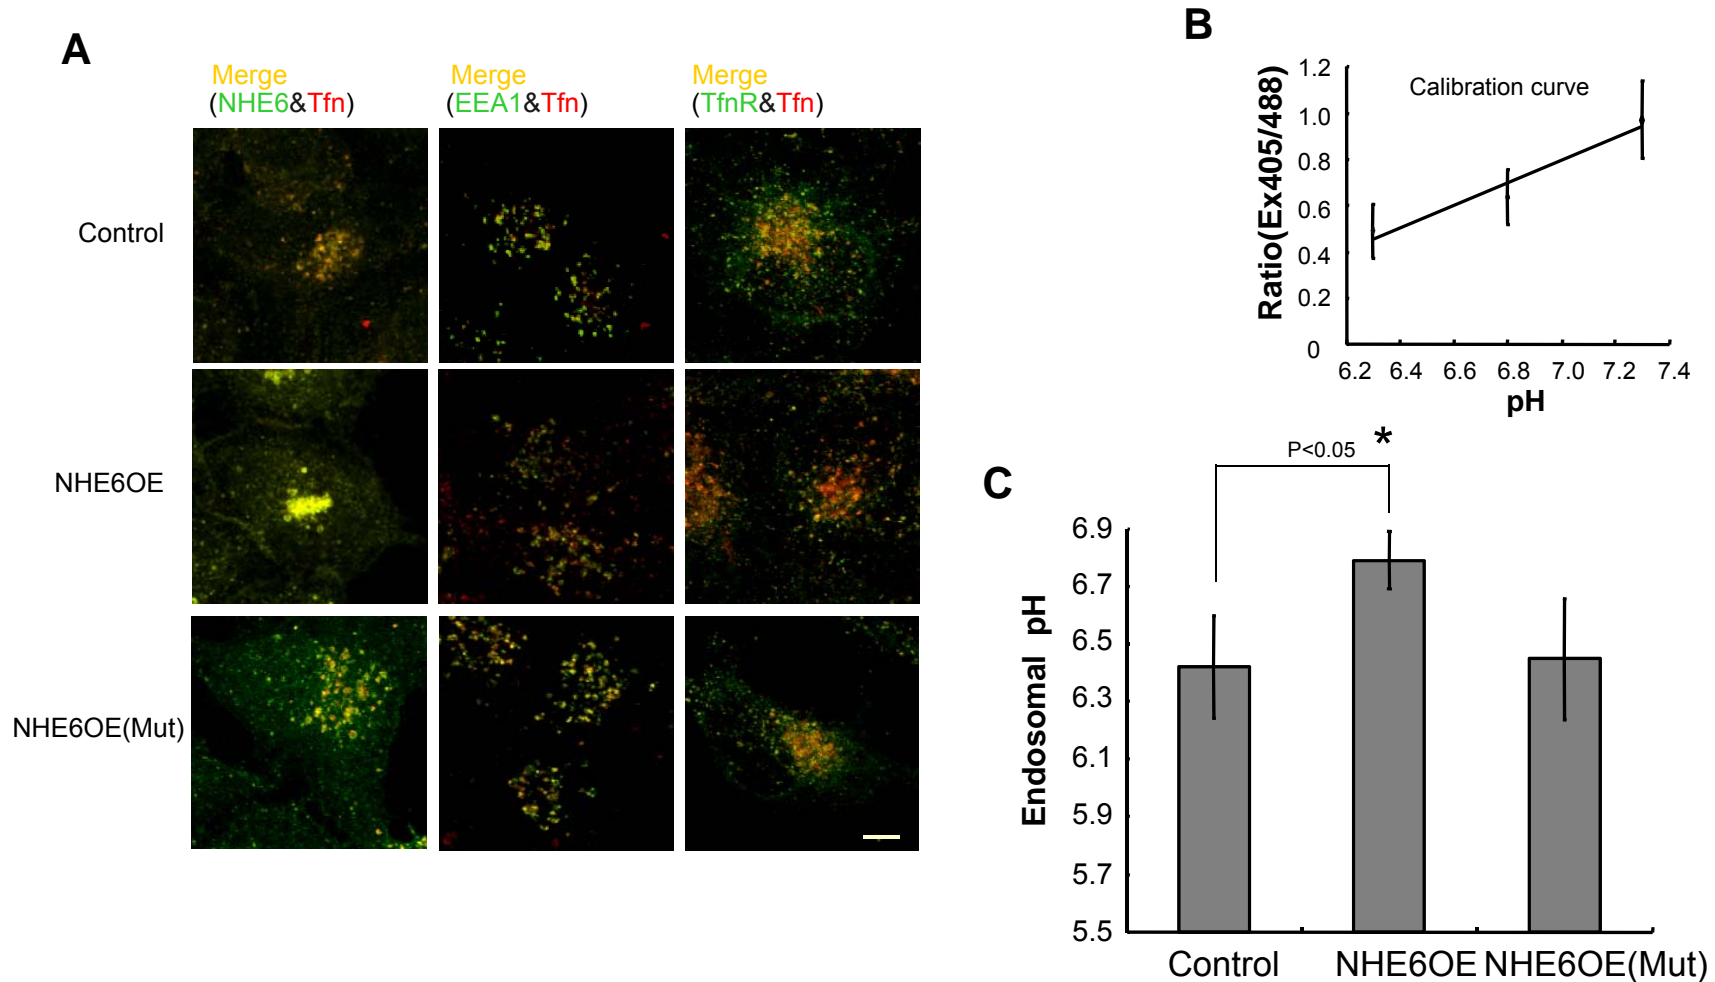 A
Merge
(NHE6&Tfn)
Merge
(EEA1&Tfn)
Merge
(TfnR&Tfn)
Control
NHE6OE
NHE6OE(Mut)
B
Calibration curve
Ratio(Ex405/488)
1.2
1.0
0.8
0.6
0.4
0.2
0
6.2 6.4 6.6 6.8 7.0 7.2 7.4
pH
C
P<0.05 *
Endosomal pH
6.9
6.7
6.5
6.3
6.1
5.9
5.7
5.5
Control NHE6OE NHE6OE(Mut)